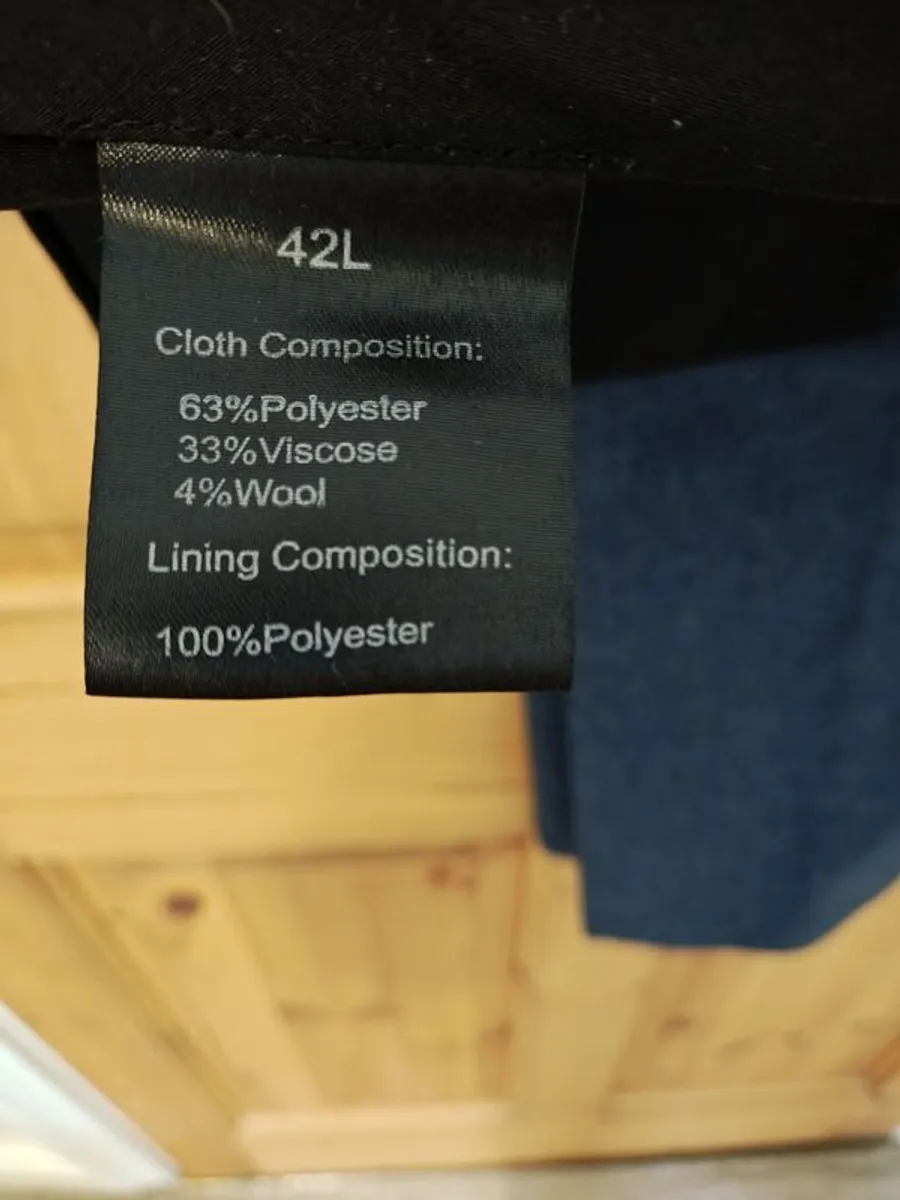 42L
Cloth Composition:
63%Polyester
33%Viscose
4%Wool
Lining Composition:
100%Polyester